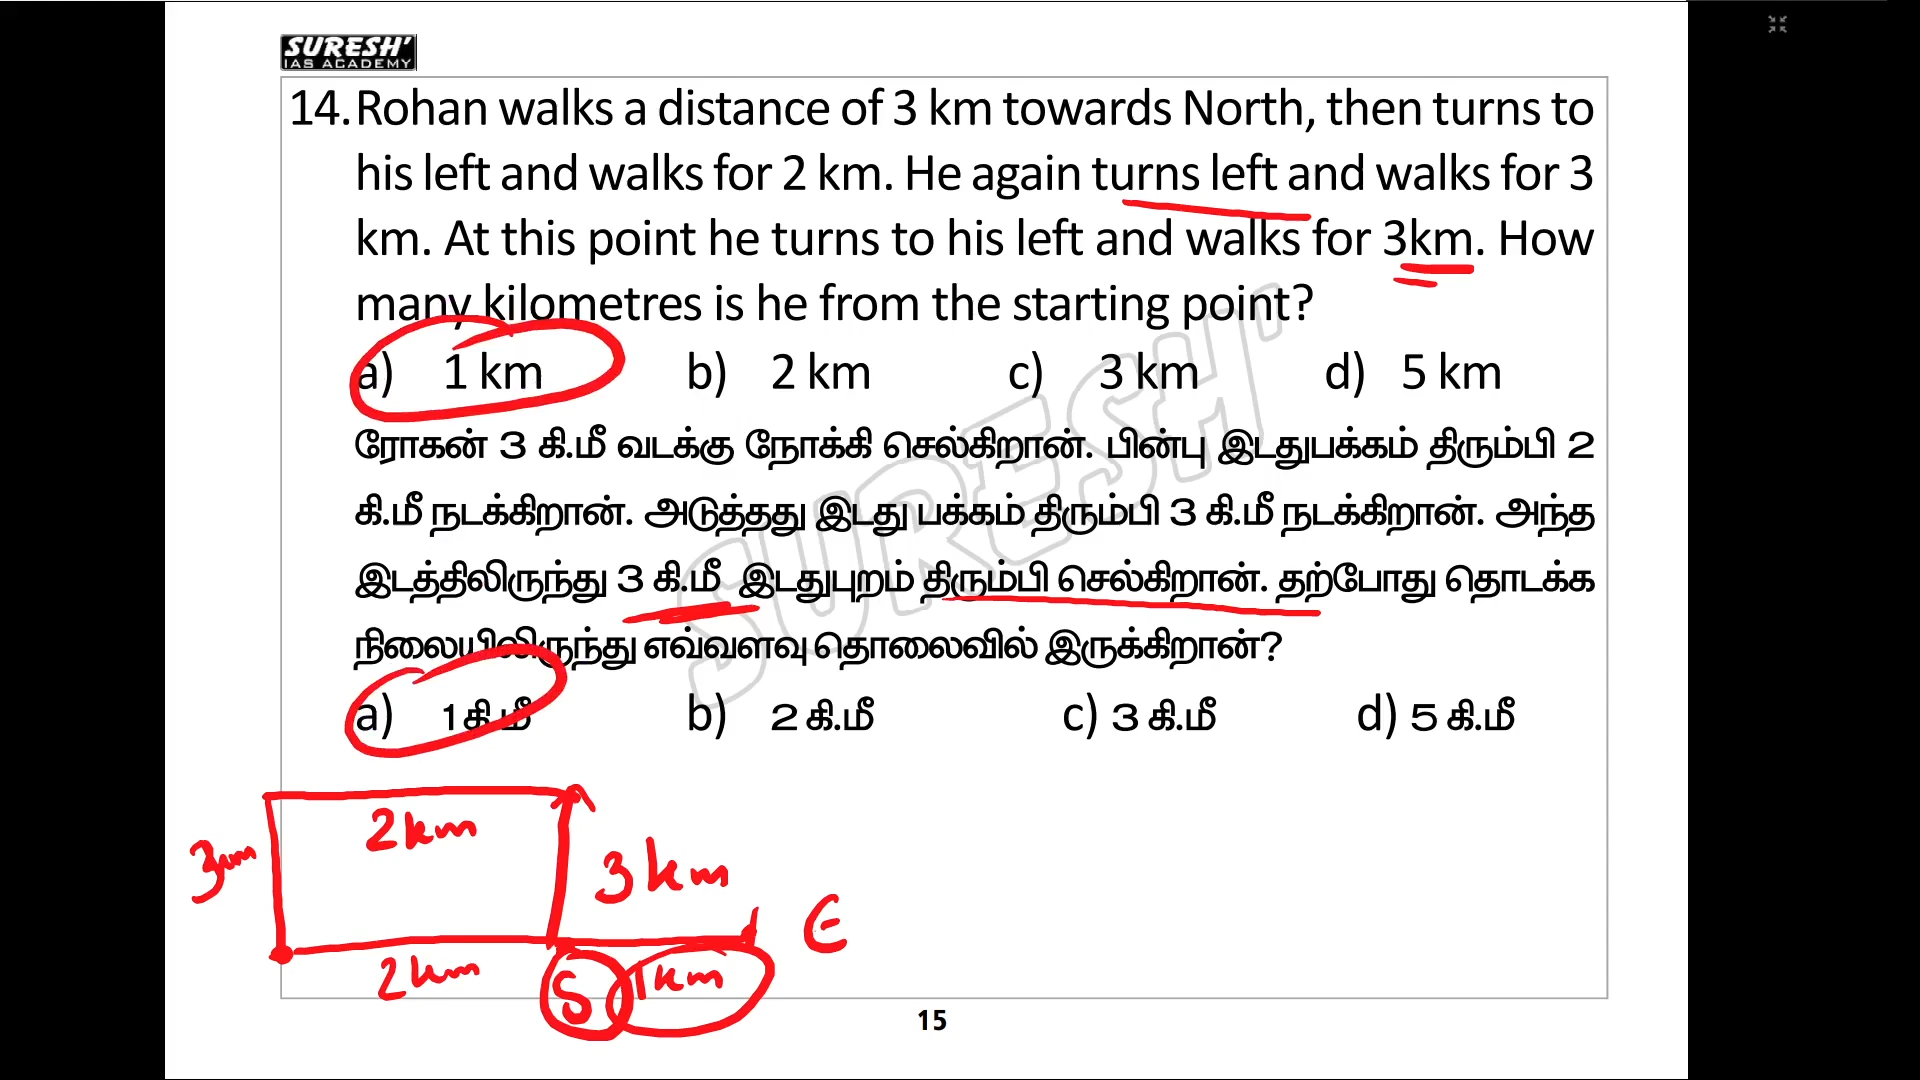 SURESH'
IAS ACADEMY
14. Rohan walks a distance of 3 km towards North, then turns to
his left and walks for 2 km. He again turns left and walks for 3
km. At this point he turns to his left and walks for 3km. How
many kilometres is he from the starting point?
a) 1 km b) 2 km c) 3 km d) 5 km
ரோகன் 3 கி.மீ வடக்கு நோக்கி செல்கிறான். பின்பு இடதுபக்கம் திரும்பி 2
கி.மீ நடக்கிறான். அடுத்தது இடது பக்கம் திரும்பி 3 கி.மீ நடக்கிறான். அந்த
இடத்திலிருந்து 3 கி.மீ இடதுபுறம் திரும்பி செல்கிறான். தற்போது தொடக்க
நிலையிலிருந்து எவ்வளவு தொலைவில் இருக்கிறான்?
a) 1கி.மீ b) 2 கி.மீ c) 3 கி.மீ d) 5 கி.மீ
SURESH'
2km
3km
3km
E
2km
S
1km
15